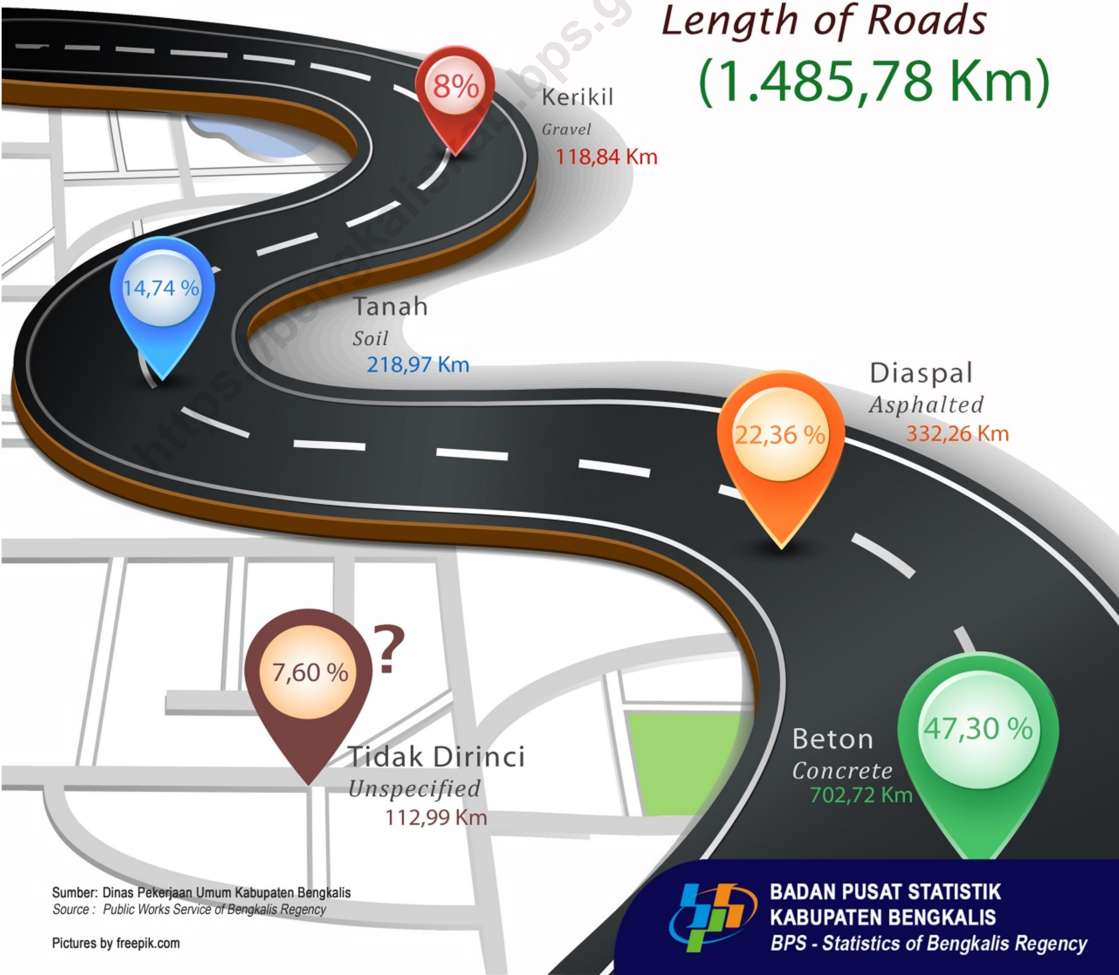 Length of Roads
(1.485,78 Km)
8%
Kerikil
Gravel
118,84 Km
14,74 %
Tanah
Soil
218,97 Km
Diaspal
Asphalted
332,26 Km
22,36 %
7,60 %
?
Tidak Dirinci
Unspecified
112,99 Km
47,30 %
Beton
Concrete
702,72 Km
Sumber: Dinas Pekerjaan Umum Kabupaten Bengkalis
Source : Public Works Service of Bengkalis Regency
Pictures by freepik.com
BADAN PUSAT STATISTIK
KABUPATEN BENGKALIS
BPS - Statistics of Bengkalis Regency